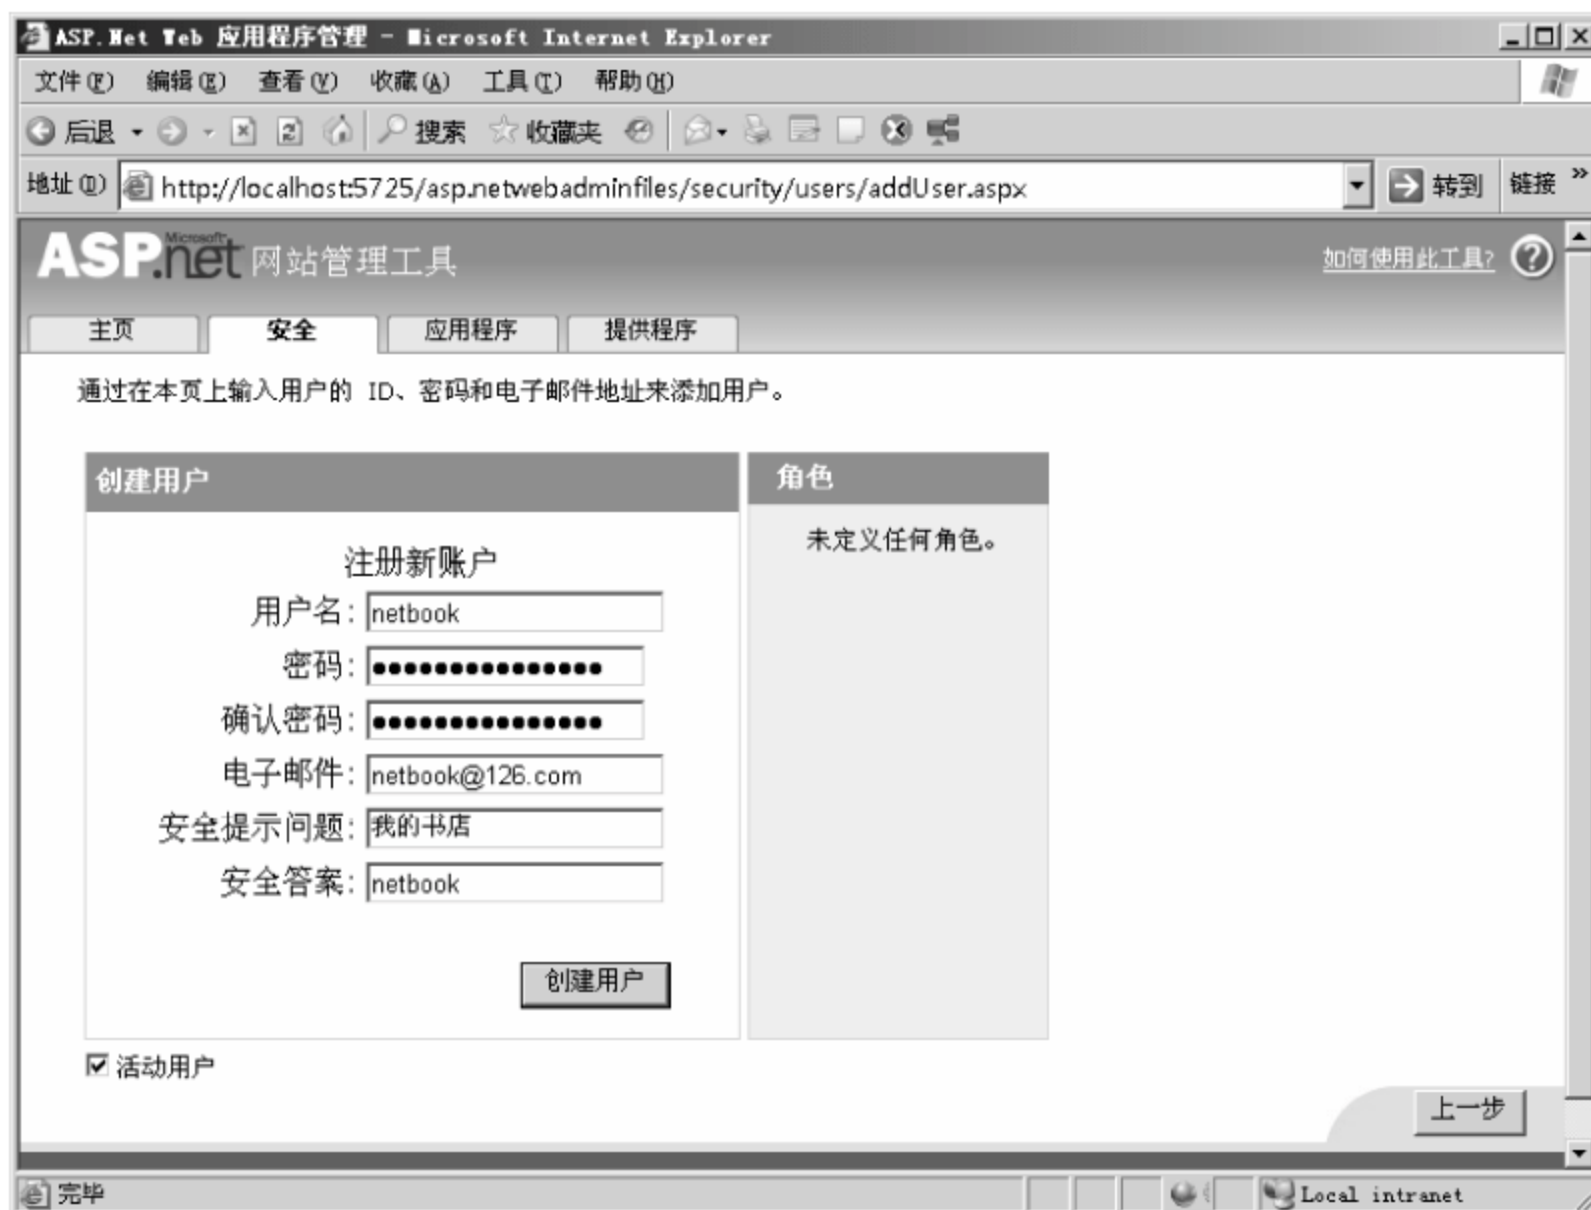 ASP.Net Web 应用程序管理 - Microsoft Internet Explorer
文件(F) 编辑(E) 查看(V) 收藏(A) 工具(T) 帮助(H)
后退 搜索 收藏夹
地址(D) http://localhost:5725/asp.netwebadminfiles/security/users/addUser.aspx 转到 链接 »
Microsoft ASP.net 网站管理工具 如何使用此工具? ?
主页 安全 应用程序 提供程序
通过在本页上输入用户的 ID、密码和电子邮件地址来添加用户。
创建用户 角色
未定义任何角色。
注册新账户
用户名: netbook
密码: ●●●●●●●●●●●●●●●
确认密码: ●●●●●●●●●●●●●●●
电子邮件: netbook@126.com
安全提示问题: 我的书店
安全答案: netbook
创建用户
活动用户
上一步
完毕 Local intranet